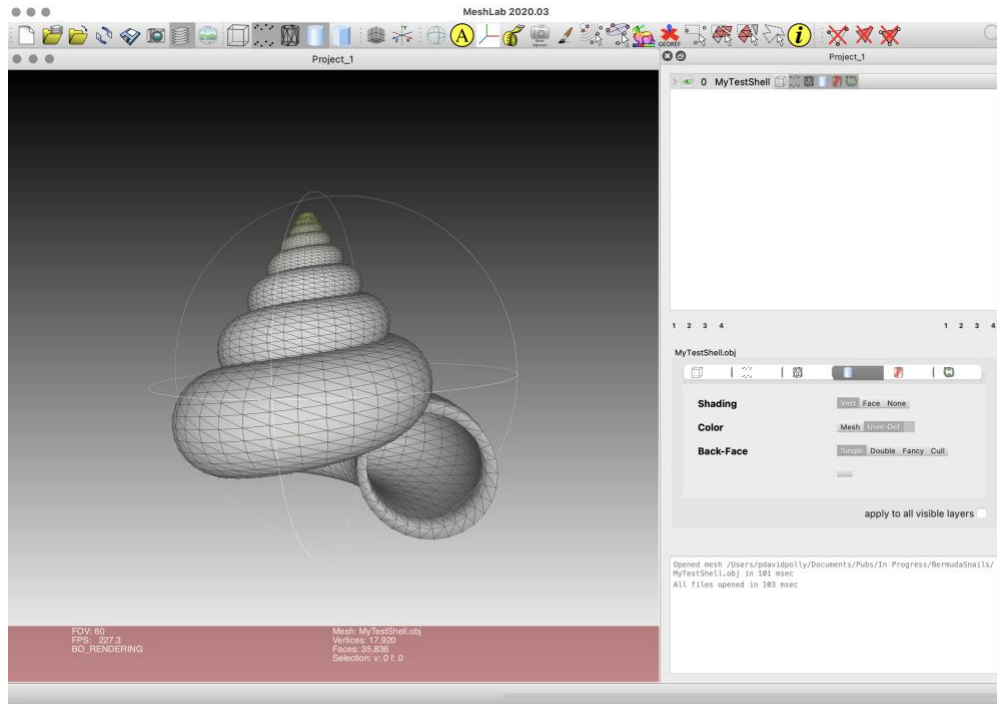 MeshLab 2020.03
A
GEOREF
i
Project_1
Project_1
0 MyTestShell
1 2 3 4
1 2 3 4
MyTestShell.obj
Shading
Vert Face None
Color
Mesh User-Def
Back-Face
Single Double Fancy Cull
apply to all visible layers
Opened mesh /Users/pdavidpolly/Documents/Pubs/In Progress/BermudaSnails/
MyTestShell.obj in 101 msec
All files opened in 103 msec
FOV: 60
FPS: 227.3
BO_RENDERING
Mesh: MyTestShell.obj
Vertices: 17,920
Faces: 35,836
Selection: v: 0 f: 0